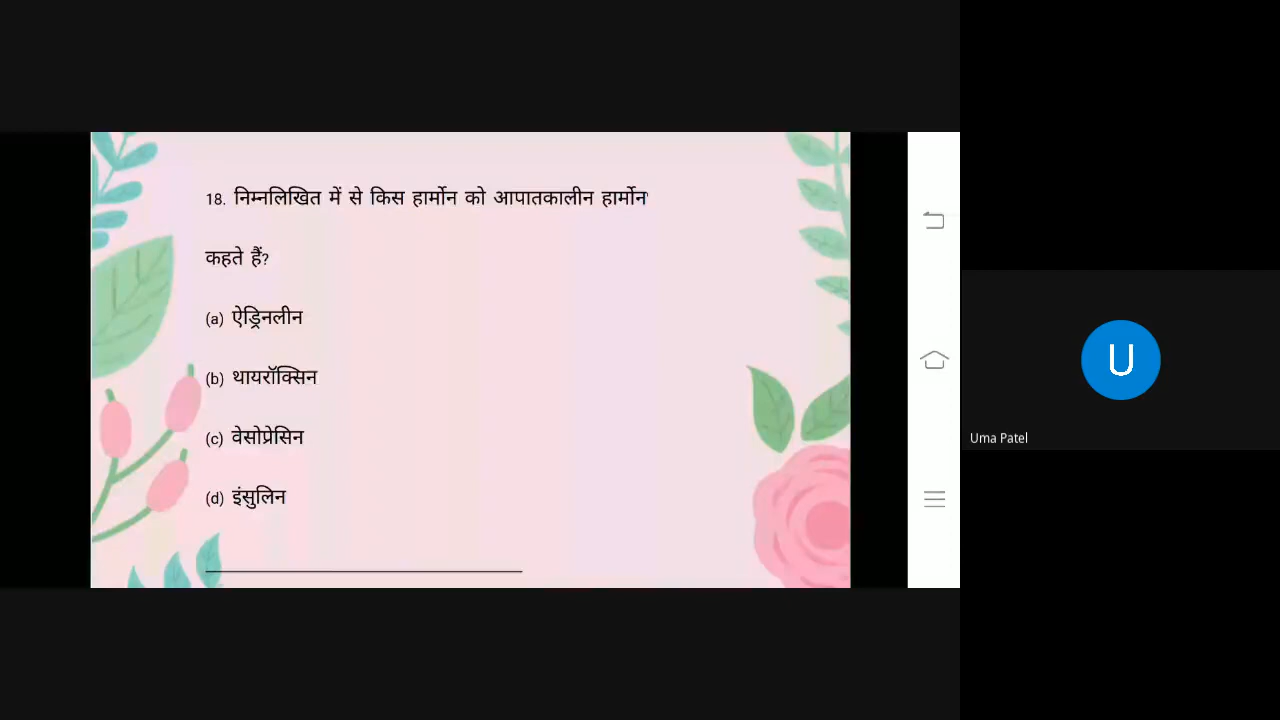 18. निम्नलिखित में से किस हार्मोन को आपातकालीन हार्मोन'
कहते हैं?
(a) ऐड्रिनलीन
(b) थायरॉक्सिन
(c) वेसोप्रेसिन
(d) इंसुलिन
U
Uma Patel